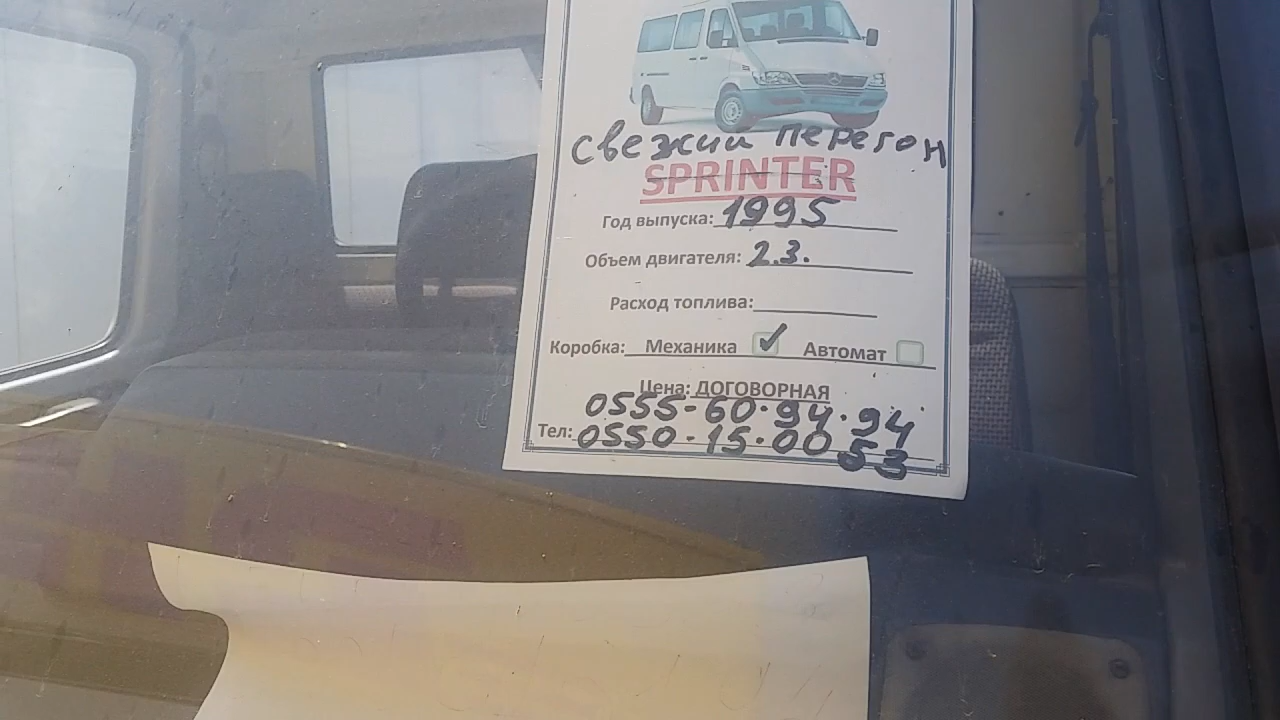 свежий перегон
SPRINTER
Год выпуска: 1995
Объем двигателя: 2.3.
Расход топлива:
Коробка: Механика ✓ Автомат
Цена: ДОГОВОРНАЯ
0555-60.94.94
Тел: 0550-15.00 53